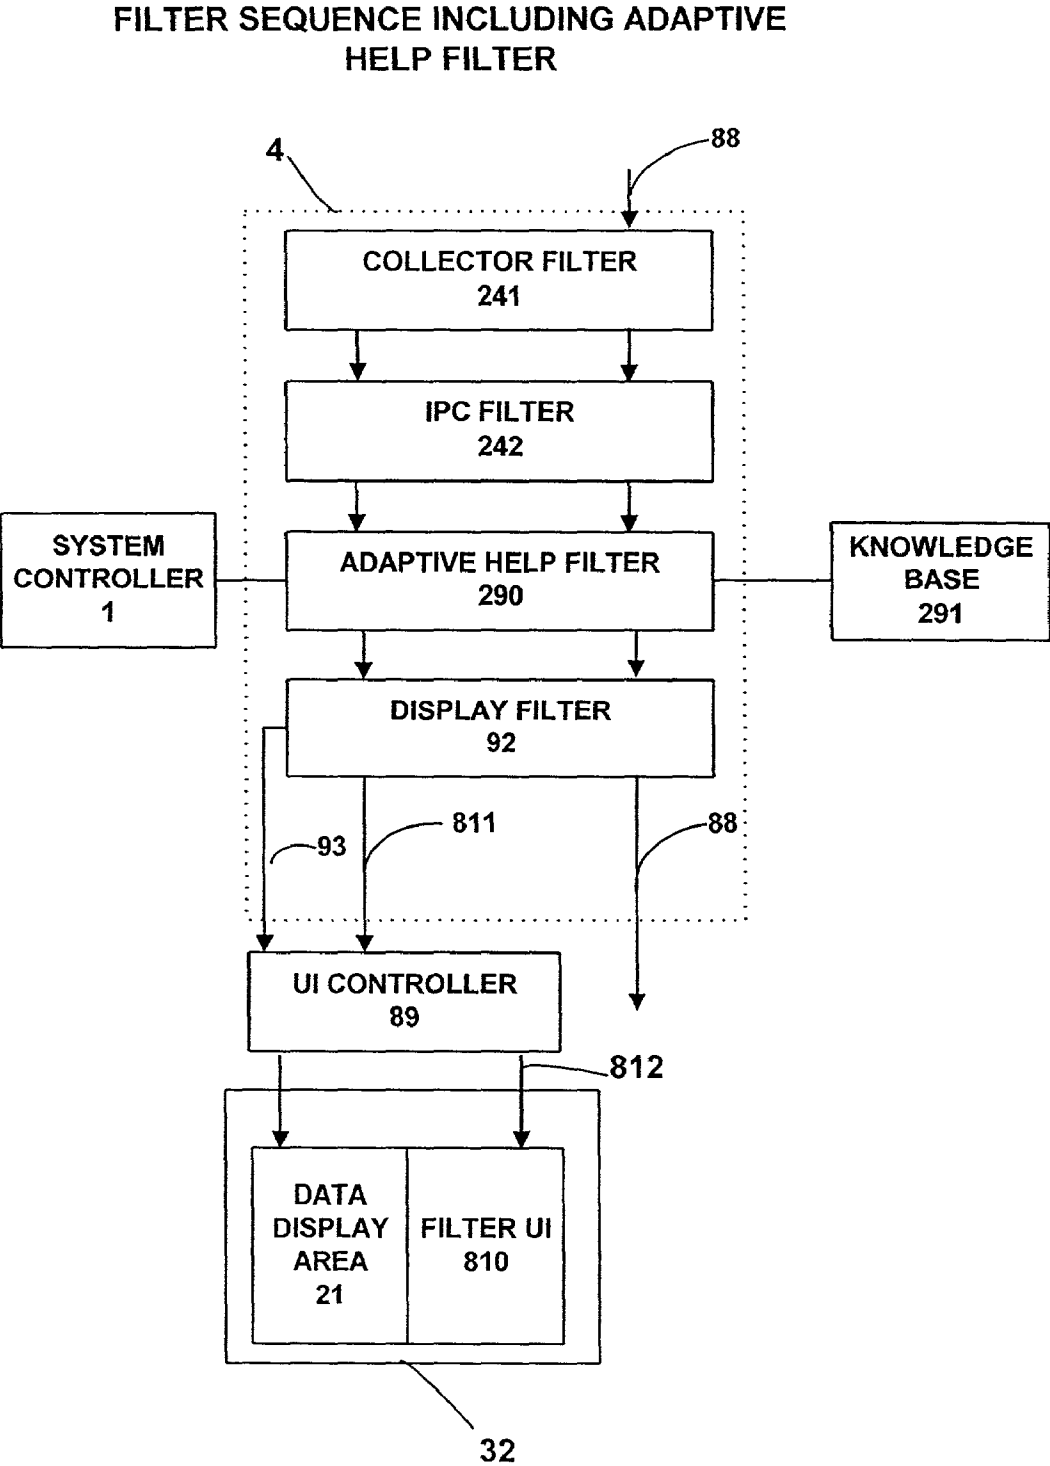 FILTER SEQUENCE INCLUDING ADAPTIVE
HELP FILTER
4
88
COLLECTOR FILTER
241
IPC FILTER
242
SYSTEM
CONTROLLER
1
ADAPTIVE HELP FILTER
290
KNOWLEDGE
BASE
291
DISPLAY FILTER
92
93
811
88
UI CONTROLLER
89
812
DATA
DISPLAY
AREA
21
FILTER UI
810
32